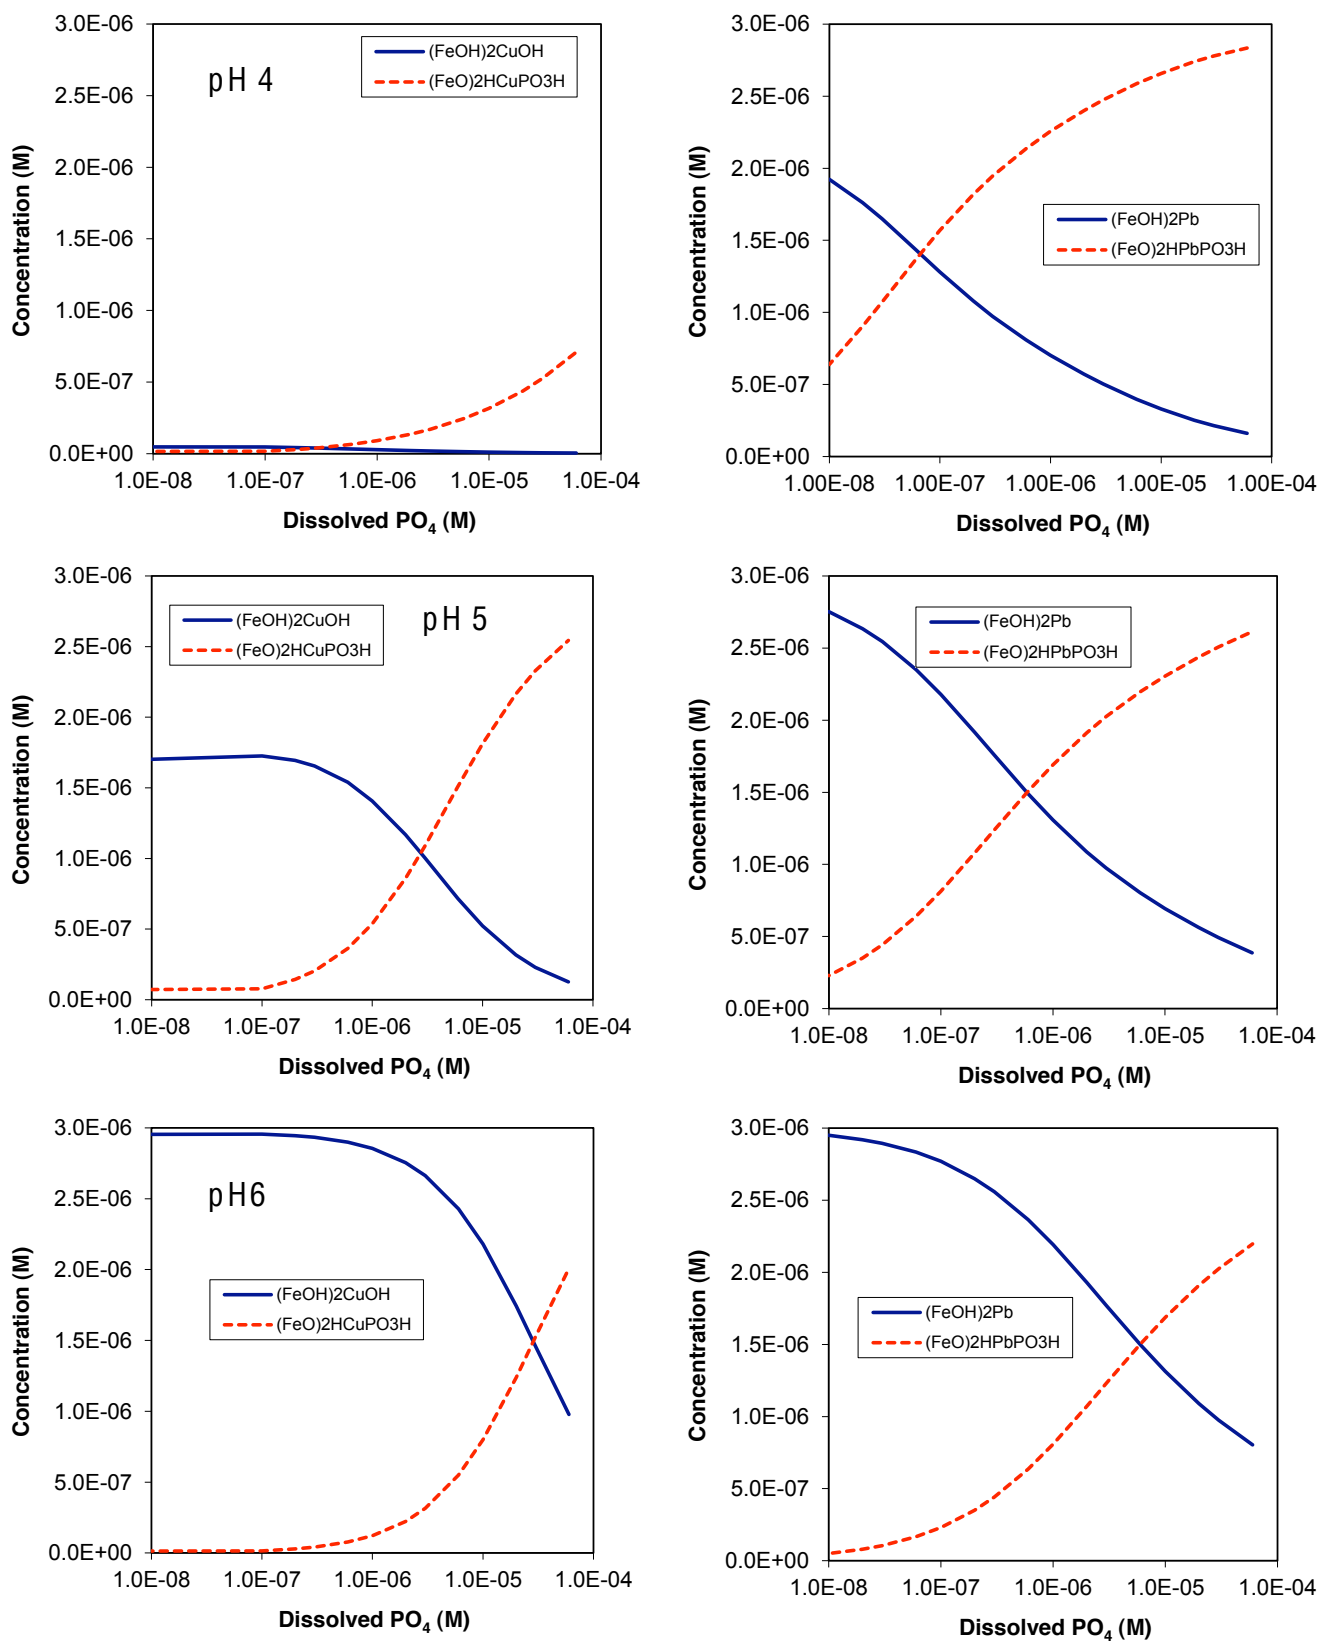 3.0E-06
2.5E-06
2.0E-06
1.5E-06
1.0E-06
5.0E-07
0.0E+00
Concentration (M)
pH 4
(FeOH)2CuOH
(FeO)2HCuPO3H
1.0E-08 1.0E-07 1.0E-06 1.0E-05 1.0E-04
Dissolved PO4 (M)
3.0E-06
2.5E-06
2.0E-06
1.5E-06
1.0E-06
5.0E-07
0.0E+00
Concentration (M)
(FeOH)2Pb
(FeO)2HPbPO3H
1.00E-08 1.00E-07 1.00E-06 1.00E-05 1.00E-04
Dissolved PO4 (M)
3.0E-06
2.5E-06
2.0E-06
1.5E-06
1.0E-06
5.0E-07
0.0E+00
Concentration (M)
(FeOH)2CuOH
(FeO)2HCuPO3H
pH 5
1.0E-08 1.0E-07 1.0E-06 1.0E-05 1.0E-04
Dissolved PO4 (M)
3.0E-06
2.5E-06
2.0E-06
1.5E-06
1.0E-06
5.0E-07
0.0E+00
Concentration (M)
(FeOH)2Pb
(FeO)2HPbPO3H
1.0E-08 1.0E-07 1.0E-06 1.0E-05 1.0E-04
Dissolved PO4 (M)
3.0E-06
2.5E-06
2.0E-06
1.5E-06
1.0E-06
5.0E-07
0.0E+00
Concentration (M)
pH6
(FeOH)2CuOH
(FeO)2HCuPO3H
1.0E-08 1.0E-07 1.0E-06 1.0E-05 1.0E-04
Dissolved PO4 (M)
3.0E-06
2.5E-06
2.0E-06
1.5E-06
1.0E-06
5.0E-07
0.0E+00
Concentration (M)
(FeOH)2Pb
(FeO)2HPbPO3H
1.0E-08 1.0E-07 1.0E-06 1.0E-05 1.0E-04
Dissolved PO4 (M)